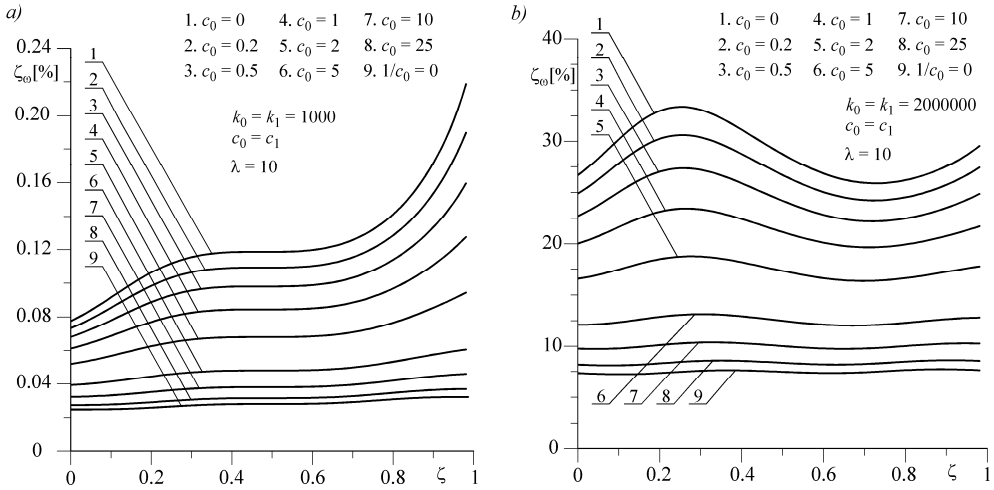 a)
1. c0 = 0 4. c0 = 1 7. c0 = 10
2. c0 = 0.2 5. c0 = 2 8. c0 = 25
3. c0 = 0.5 6. c0 = 5 9. 1/c0 = 0
k0 = k1 = 1000
c0 = c1
λ = 10
ζω[%]
0.24
0.20
0.16
0.12
0.08
0.04
0
1
2
3
4
5
6
7
8
9
0 0.2 0.4 0.6 0.8 ζ 1
b)
1. c0 = 0 4. c0 = 1 7. c0 = 10
2. c0 = 0.2 5. c0 = 2 8. c0 = 25
3. c0 = 0.5 6. c0 = 5 9. 1/c0 = 0
k0 = k1 = 2000000
c0 = c1
λ = 10
40
ζω[%]
30
20
10
0
1
2
3
4
5
6 7 8 9
0 0.2 0.4 0.6 0.8 ζ 1